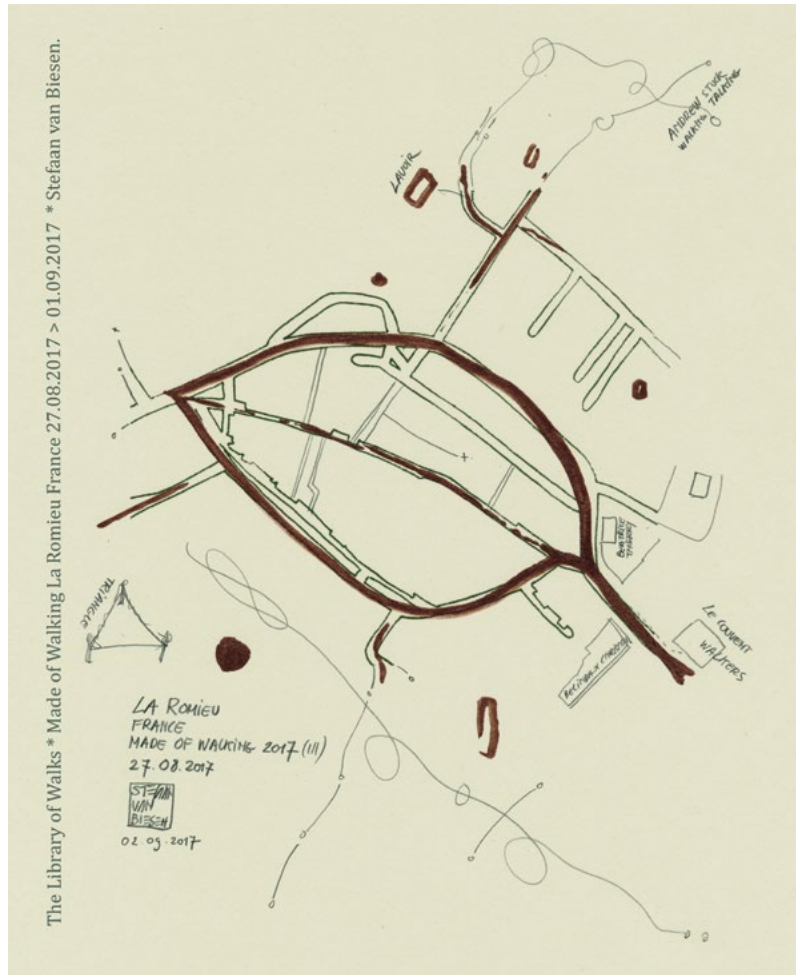 The Library of Walks * Made of Walking La Romieu France 27.08.2017 > 01.09.2017 * Stefaan van Biesen.
ANDREW STUCK
WALKING TALKING
LAVOIR
TRIANGLE
LE COUVENT
WALKERS
LA ROMIEU
FRANCE
MADE OF WALKING 2017 (III)
27.08.2017
STEFAAN
VAN
BIESEN
02.09.2017